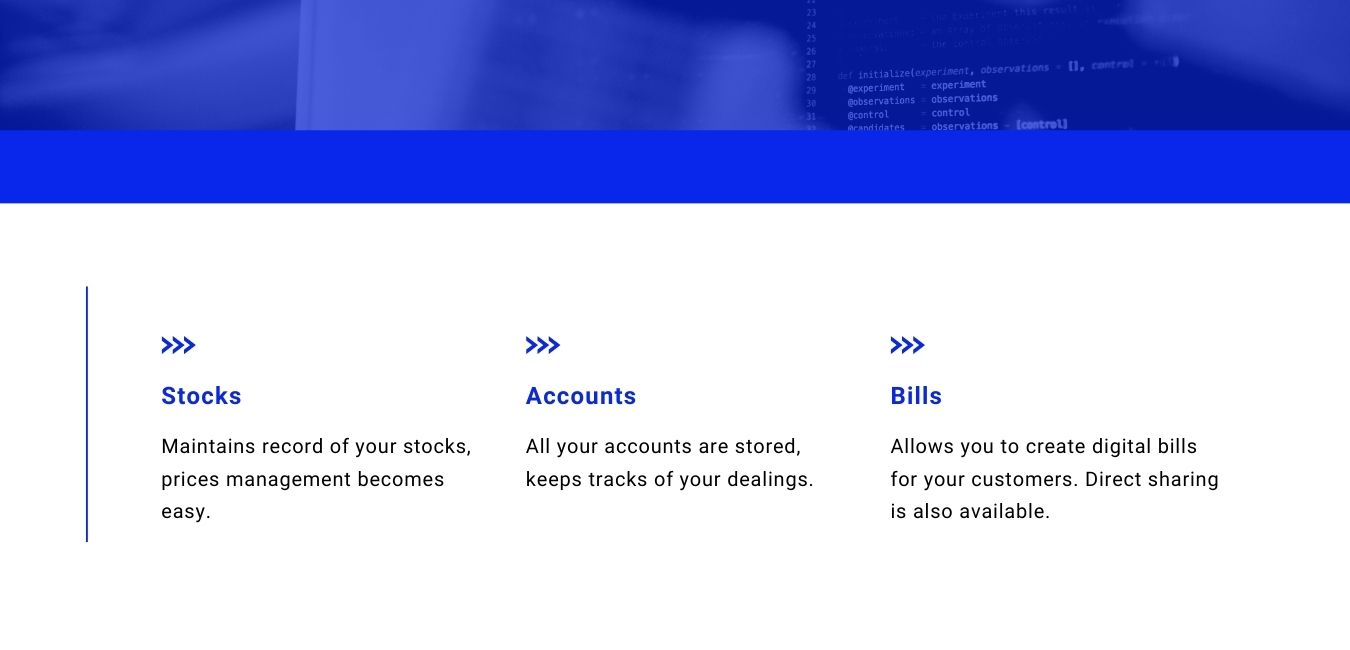 23
24
25
26
27
28 def initialize(experiment, observations = [], control = nil)
29 @experiment = experiment
30 @observations = observations
31 @control = control
@candidates = observations - [control]
>>>
Stocks
Maintains record of your stocks,
prices management becomes
easy.
>>>
Accounts
All your accounts are stored,
keeps tracks of your dealings.
>>>
Bills
Allows you to create digital bills
for your customers. Direct sharing
is also available.